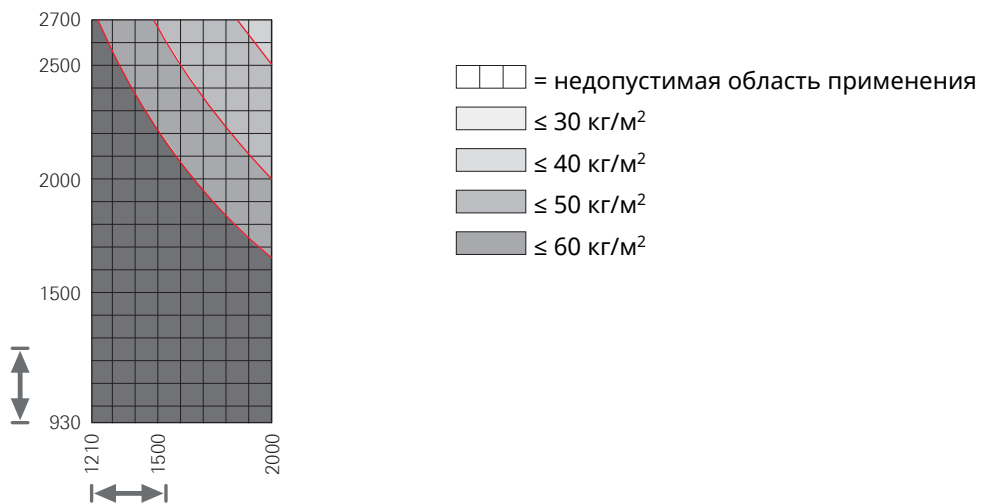 2700
2500
2000
1500
930
1210
1500
2000
= недопустимая область применения
≤ 30 кг/м²
≤ 40 кг/м²
≤ 50 кг/м²
≤ 60 кг/м²